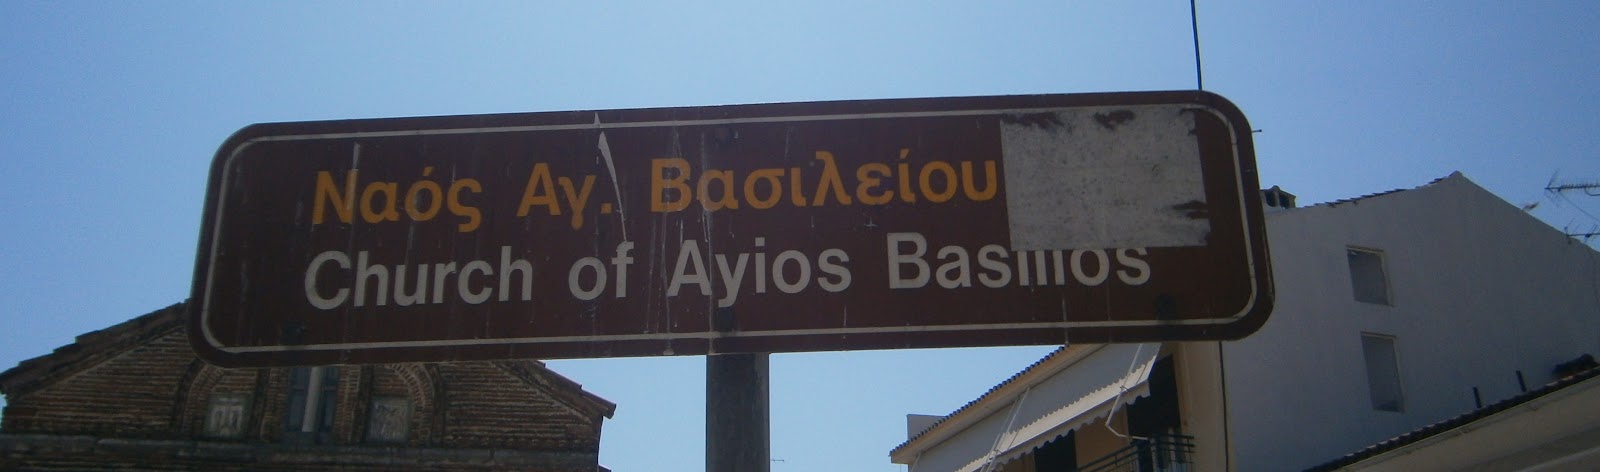 Ναός Αγ. Βασιλείου
Church of Ayios Basilios